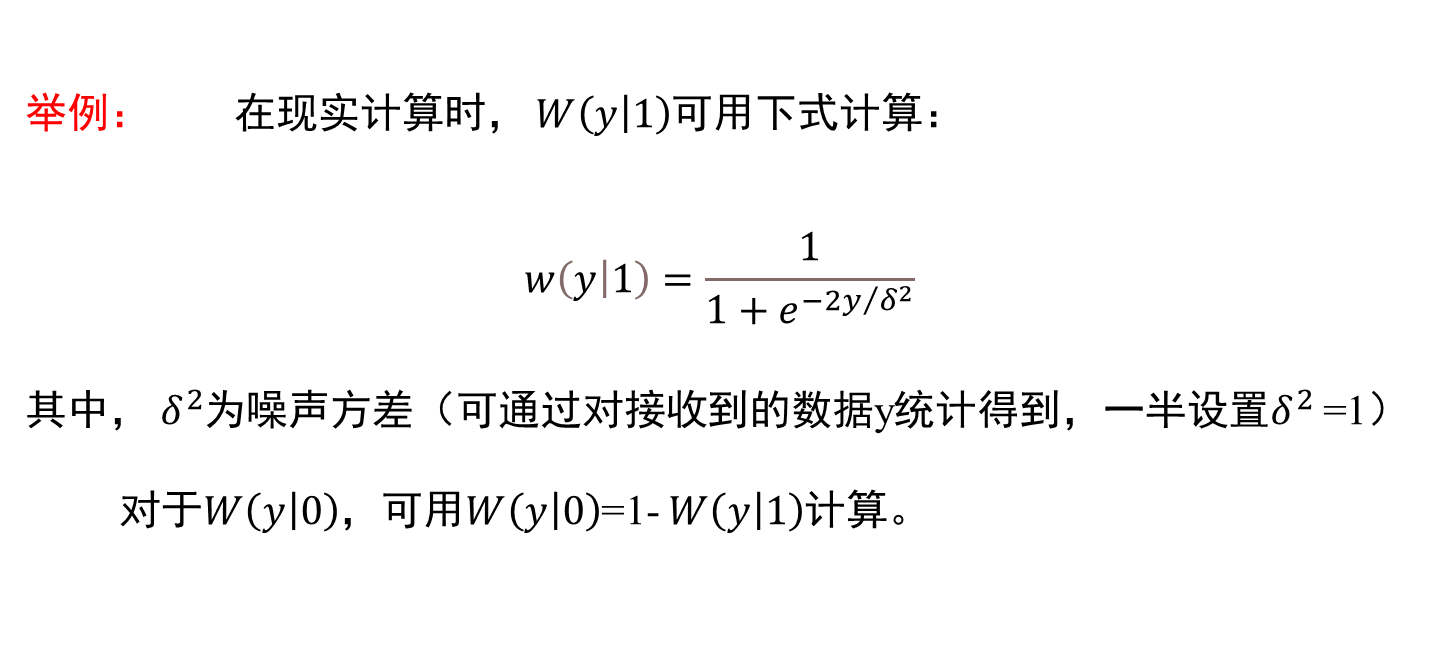 举例： 在现实计算时，W(y|1)可用下式计算：
w(y|1) = \frac{1}{1 + e^{-2y/δ^2}}
其中，δ²为噪声方差（可通过对接收到的数据y统计得到，一半设置δ² =1）
对于W(y|0)，可用W(y|0)=1- W(y|1)计算。